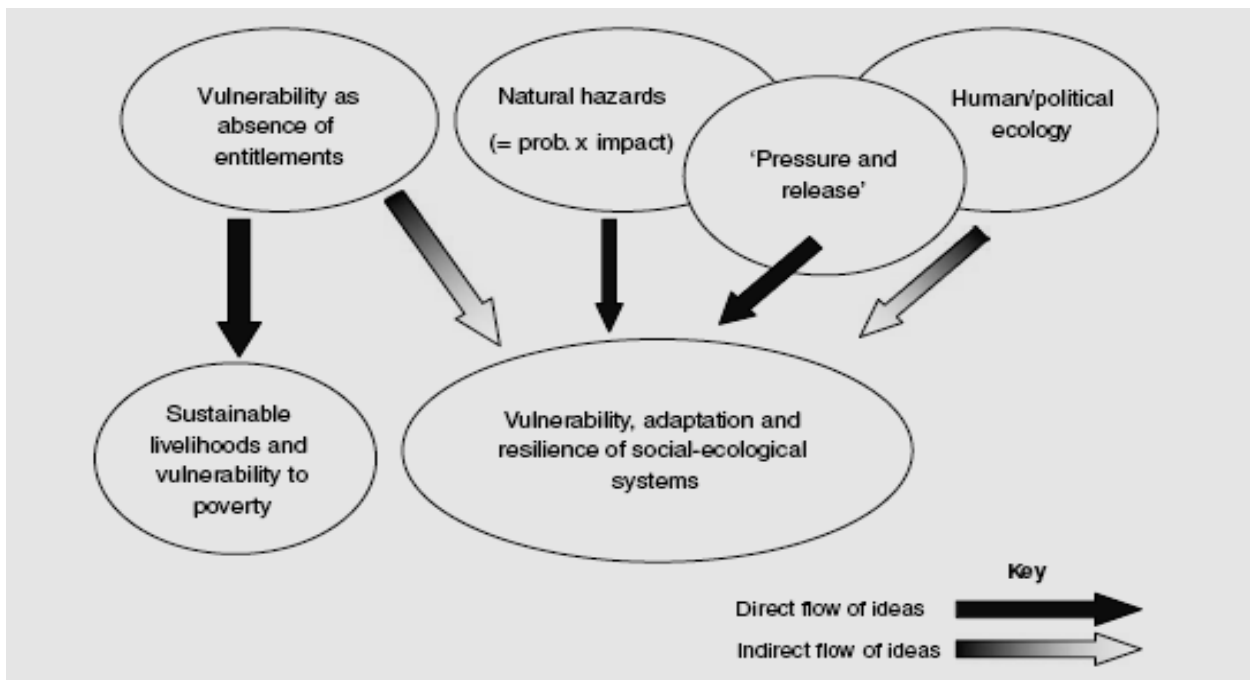 Vulnerability as
absence of
entitlements
Natural hazards
(= prob. x impact)
'Pressure and
release'
Human/political
ecology
Sustainable
livelihoods and
vulnerability to
poverty
Vulnerability, adaptation and
resilience of social-ecological
systems
Key
Direct flow of ideas
Indirect flow of ideas